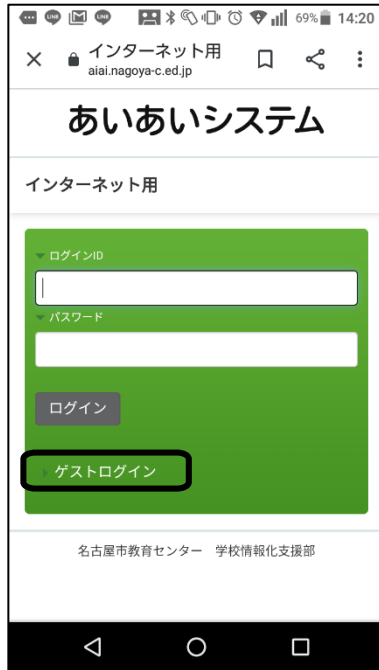 69% 14:20
インターネット用
aiai.nagoya-c.ed.jp
あいあいシステム
インターネット用
ログインID
パスワード
ログイン
ゲストログイン
名古屋市教育センター 学校情報化支援部